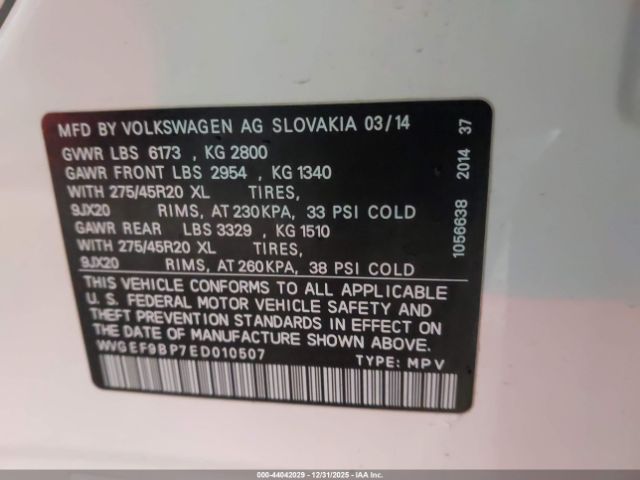 MFD BY VOLKSWAGEN AG SLOVAKIA 03/14
GVWR LBS 6173 , KG 2800
GAWR FRONT LBS 2954 , KG 1340
WITH 275/45R20 XL TIRES,
9JX20 RIMS, AT 230KPA, 33 PSI COLD
GAWR REAR LBS 3329 , KG 1510
WITH 275/45R20 XL TIRES,
9JX20 RIMS, AT 260KPA, 38 PSI COLD
THIS VEHICLE CONFORMS TO ALL APPLICABLE
U. S. FEDERAL MOTOR VEHICLE SAFETY AND
THEFT PREVENTION STANDARDS IN EFFECT ON
THE DATE OF MANUFACTURE SHOWN ABOVE.
WVGEF9BP7ED010507
TYPE: MPV
1056638 2014 37
000-44042029 - 12/31/2025 - IAAI.COM